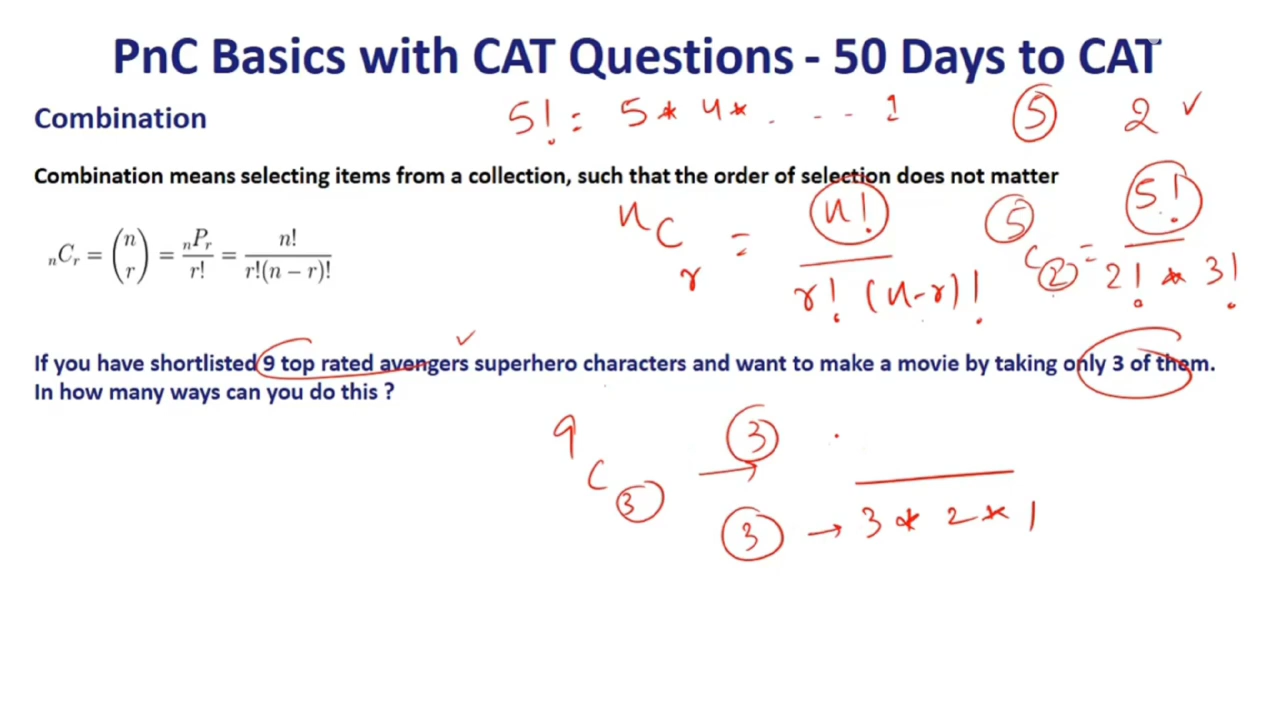 PnC Basics with CAT Questions - 50 Days to CAT
Combination
5! = 5 * 4 * . . . . 1 5 2 ✓
Combination means selecting items from a collection, such that the order of selection does not matter
nCr = (n r) = nPr / r! = n! / r!(n − r)!
nCr = n! / r! (n-r)! 5C2 = 5! / 2! * 3!
If you have shortlisted 9 top rated avengers superhero characters and want to make a movie by taking only 3 of them.
In how many ways can you do this ?
9C3 → 3
3 → 3 * 2 * 1